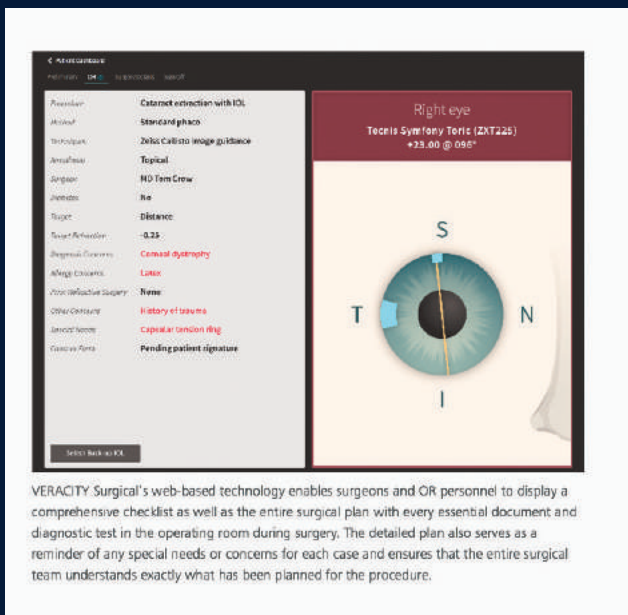 Patient Dashboard
OR
Procedure Cataract extraction with IOL
Method Standard phaco
Techniques Zeiss Callisto image guidance
Anesthesia Topical
Surgeon MD Tom Crow
No
Target Distance
Target Refraction -0.25
Diagnosis Concerns Corneal dystrophy
Allergy Concerns Latex
Prior Refractive Surgery None
Other Concerns History of trauma
Special Needs Capsular tension ring
Consent Form Pending patient signature
Select Back-up IOL
Right eye
Tecnis Symfony Toric (ZXT225)
+23.00 @ 096°
S
T
N
I
VERACITY Surgical's web-based technology enables surgeons and OR personnel to display a
comprehensive checklist as well as the entire surgical plan with every essential document and
diagnostic test in the operating room during surgery. The detailed plan also serves as a
reminder of any special needs or concerns for each case and ensures that the entire surgical
team understands exactly what has been planned for the procedure.